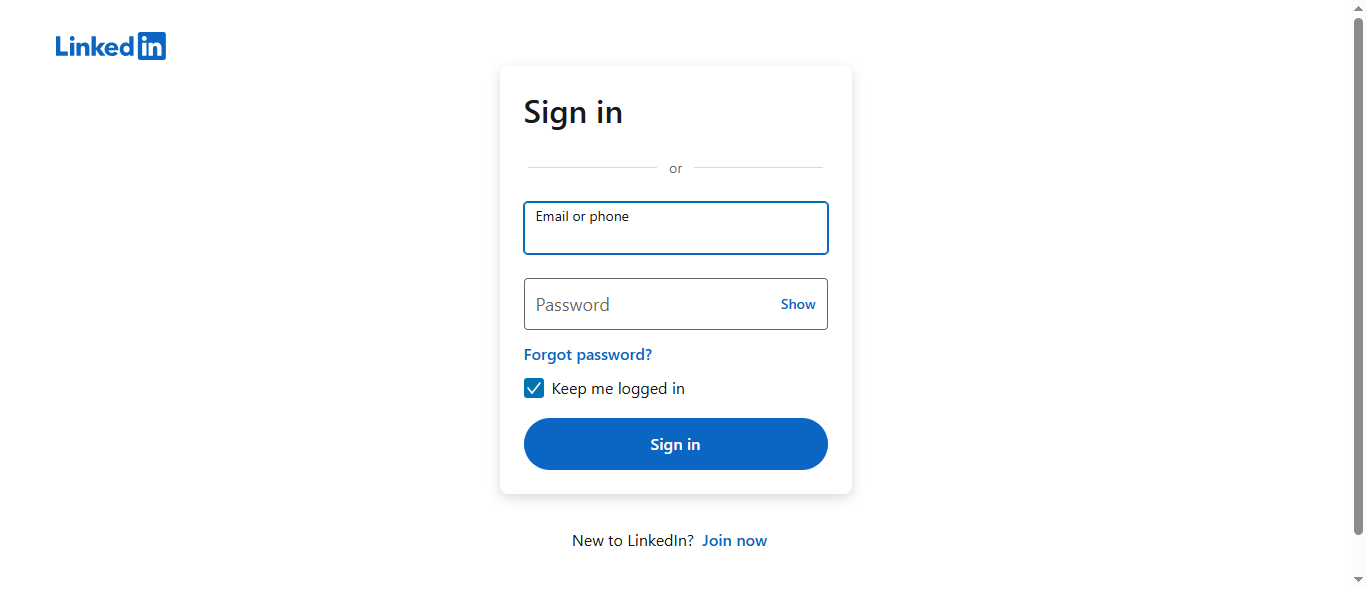 Linkedin
Sign in
or
Email or phone
Password
Show
Forgot password?
Keep me logged in
Sign in
New to LinkedIn? Join now